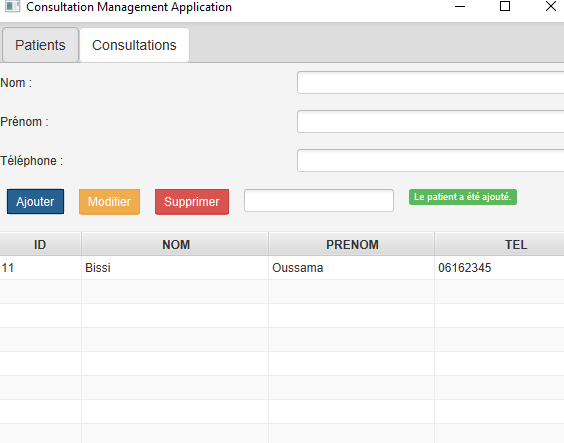 Consultation Management Application
Patients Consultations
Nom :
Prénom :
Téléphone :
Ajouter Modifier Supprimer Le patient a été ajouté.
ID NOM PRENOM TEL
11 Bissi Oussama 06162345